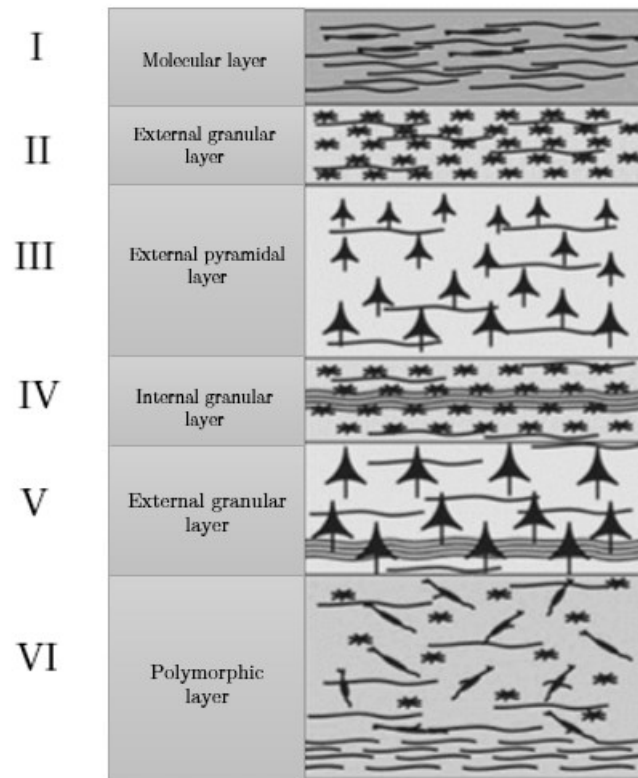 I
Molecular layer
II
External granular
layer
III
External pyramidal
layer
IV
Internal granular
layer
V
External granular
layer
VI
Polymorphic
layer